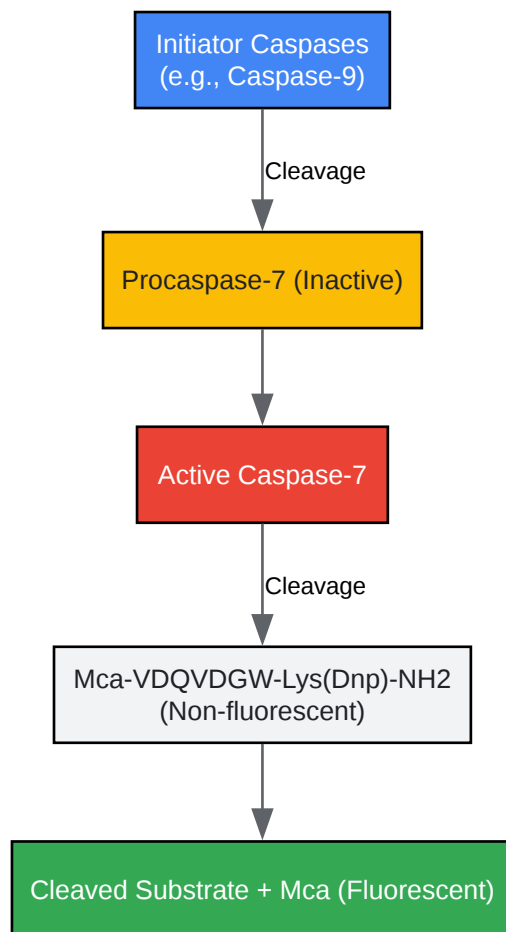 Initiator Caspases
(e.g., Caspase-9)
Cleavage
Procaspase-7 (Inactive)
Active Caspase-7
Cleavage
Mca-VDQVDGW-Lys(Dnp)-NH2
(Non-fluorescent)
Cleaved Substrate + Mca (Fluorescent)